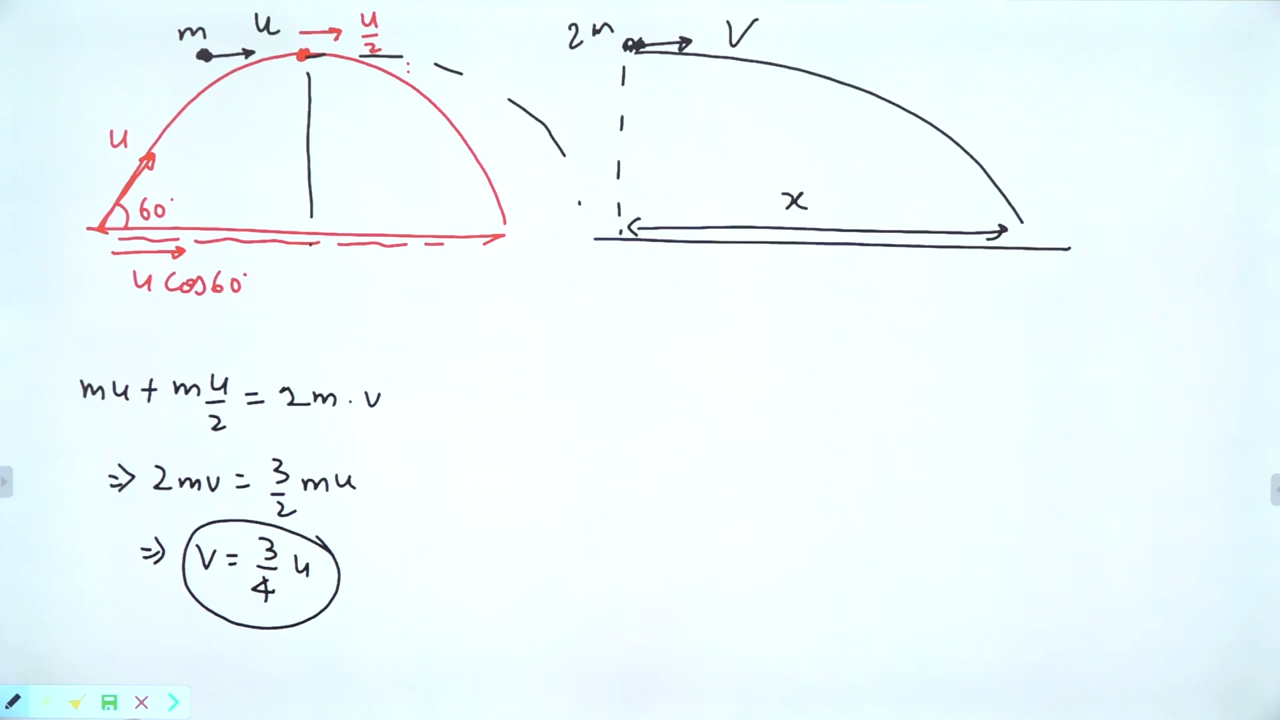 m u u/2
2m V
u
60°
x
u cos60°
mu + m u/2 = 2m · v
⇒ 2mv = 3/2 mu
⇒ v = 3/4 u